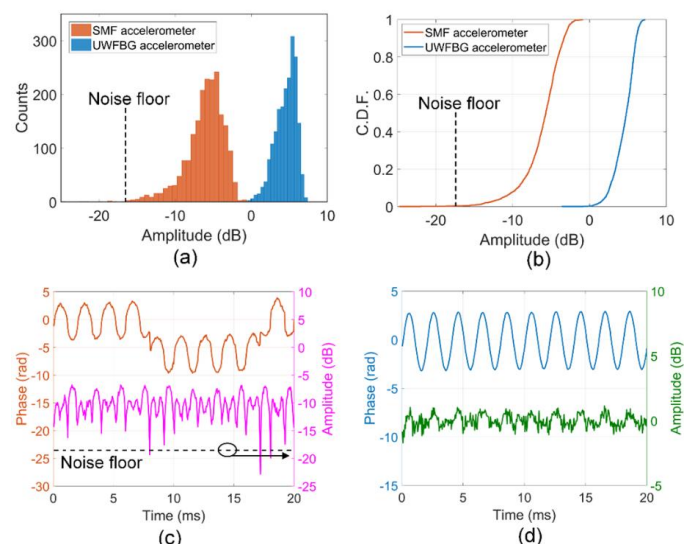 SMF accelerometer
UWFBG accelerometer
Noise floor
Counts
300
200
100
0
-20 -10 0 10
Amplitude (dB)
(a)
SMF accelerometer
UWFBG accelerometer
Noise floor
C.D.F.
1
0.8
0.6
0.4
0.2
0
-20 -10 0 10
Amplitude (dB)
(b)
Phase (rad)
5
0
-5
-10
-15
-20
-25
-30
Noise floor
10
5
0
-5
-10
-15
-20
-25
Amplitude (dB)
0 5 10 15 20
Time (ms)
(c)
Phase (rad)
5
0
-5
-10
-15
10
5
0
-5
Amplitude (dB)
0 5 10 15 20
Time (ms)
(d)